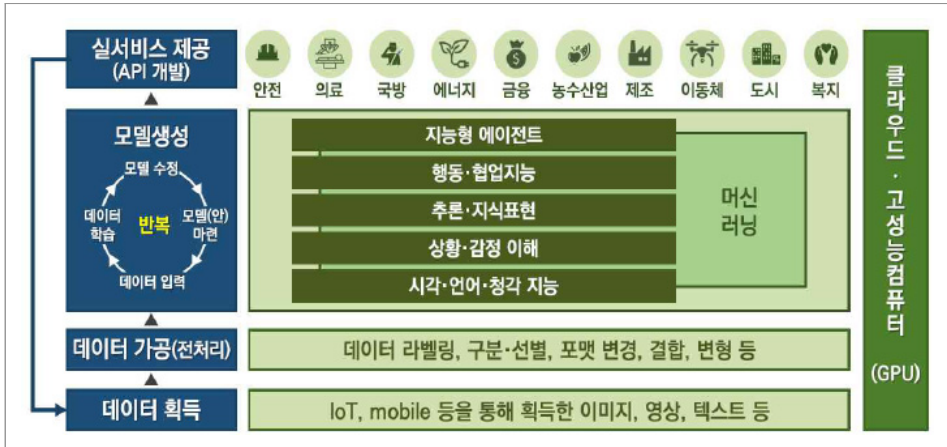 실서비스 제공
(API 개발)
안전
의료
국방
에너지
금융
농수산업
제조
이동체
도시
복지
모델생성
모델 수정
모델(안)
마련
데이터 입력
데이터
학습
반복
지능형 에이전트
행동·협업지능
추론·지식표현
상황·감정 이해
시각·언어·청각 지능
머신
러닝
데이터 가공(전처리)
데이터 라벨링, 구분·선별, 포맷 변경, 결합, 변형 등
데이터 획득
IoT, mobile 등을 통해 획득한 이미지, 영상, 텍스트 등
클라우드·고성능컴퓨터
(GPU)